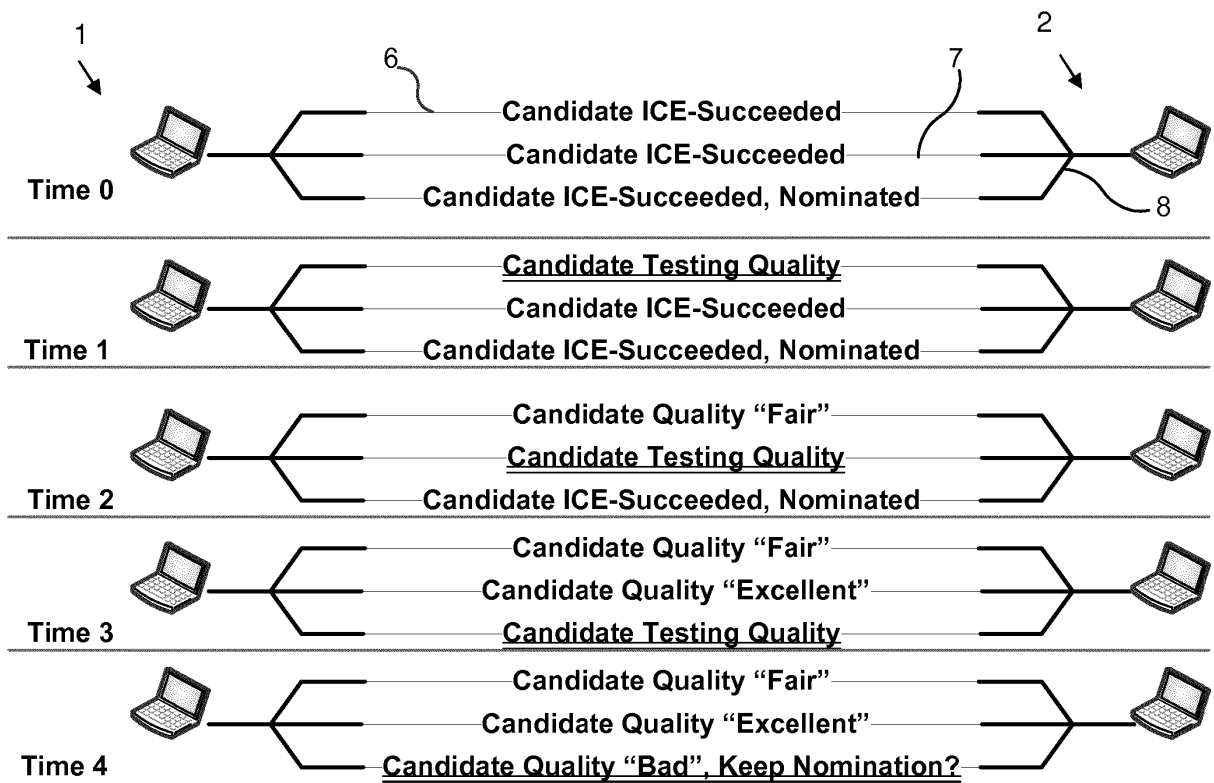 1
2
6
7
Candidate ICE-Succeeded
Candidate ICE-Succeeded
Time 0
Candidate ICE-Succeeded, Nominated
8
Candidate Testing Quality
Candidate ICE-Succeeded
Time 1
Candidate ICE-Succeeded, Nominated
Candidate Quality “Fair”
Candidate Testing Quality
Time 2
Candidate ICE-Succeeded, Nominated
Candidate Quality “Fair”
Candidate Quality “Excellent”
Time 3
Candidate Testing Quality
Candidate Quality “Fair”
Candidate Quality “Excellent”
Time 4
Candidate Quality “Bad”, Keep Nomination?